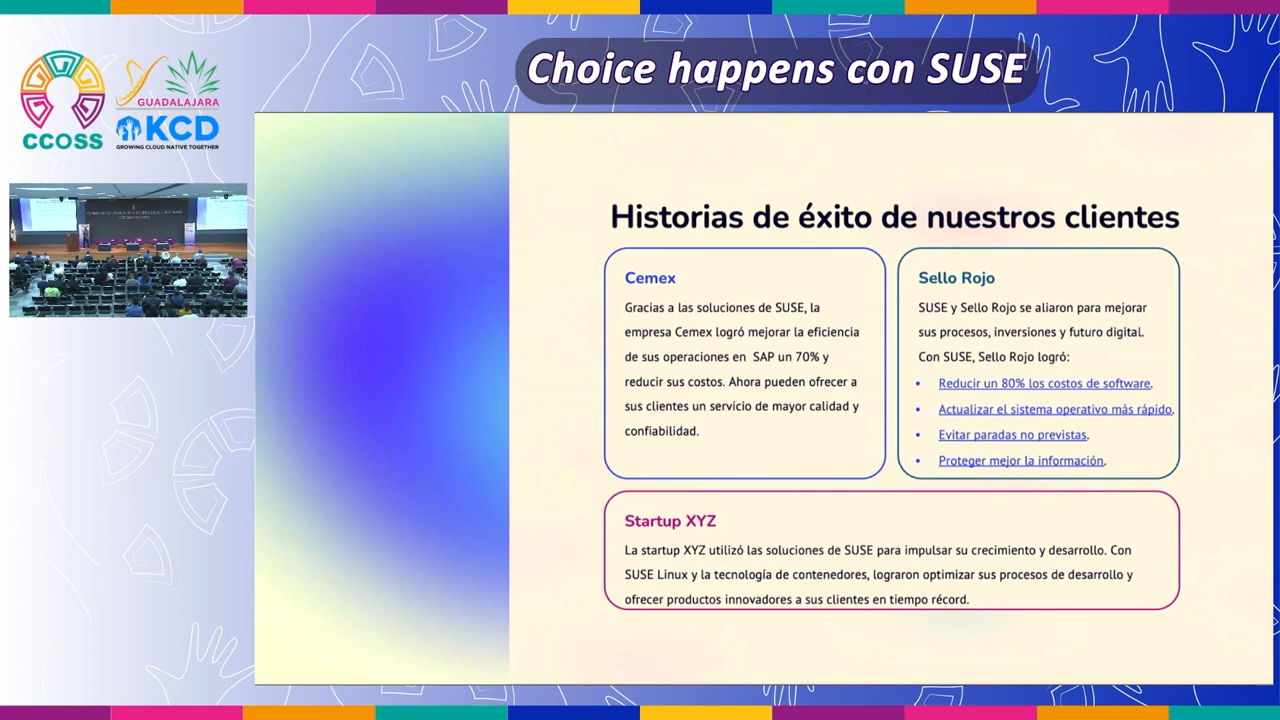 Choice happens con SUSE
CCOSS
GUADALAJARA
KCD
GROWING CLOUD NATIVE TOGETHER
Historias de éxito de nuestros clientes
Cemex
Gracias a las soluciones de SUSE, la
empresa Cemex logró mejorar la eficiencia
de sus operaciones en SAP un 70% y
reducir sus costos. Ahora pueden ofrecer a
sus clientes un servicio de mayor calidad y
confiabilidad.
Sello Rojo
SUSE y Sello Rojo se aliaron para mejorar
sus procesos, inversiones y futuro digital.
Con SUSE, Sello Rojo logró:
• Reducir un 80% los costos de software.
• Actualizar el sistema operativo más rápido.
• Evitar paradas no previstas.
• Proteger mejor la información.
Startup XYZ
La startup XYZ utilizó las soluciones de SUSE para impulsar su crecimiento y desarrollo. Con
SUSE Linux y la tecnología de contenedores, lograron optimizar sus procesos de desarrollo y
ofrecer productos innovadores a sus clientes en tiempo récord.